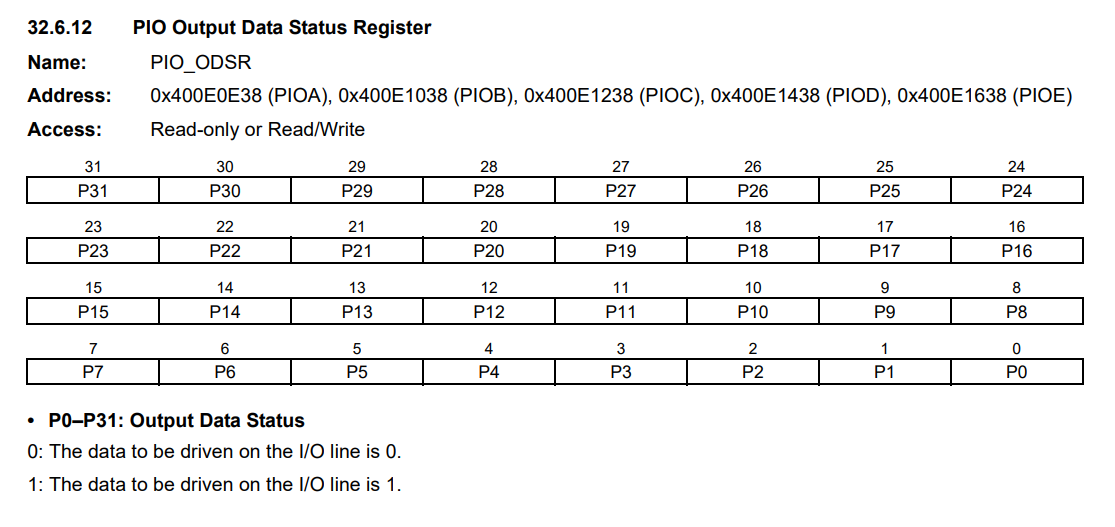 32.6.12 PIO Output Data Status Register
Name: PIO_ODSR
Address: 0x400E0E38 (PIOA), 0x400E1038 (PIOB), 0x400E1238 (PIOC), 0x400E1438 (PIOD), 0x400E1638 (PIOE)
Access: Read-only or Read/Write
31 30 29 28 27 26 25 24
P31 P30 P29 P28 P27 P26 P25 P24
23 22 21 20 19 18 17 16
P23 P22 P21 P20 P19 P18 P17 P16
15 14 13 12 11 10 9 8
P15 P14 P13 P12 P11 P10 P9 P8
7 6 5 4 3 2 1 0
P7 P6 P5 P4 P3 P2 P1 P0
• P0–P31: Output Data Status
0: The data to be driven on the I/O line is 0.
1: The data to be driven on the I/O line is 1.